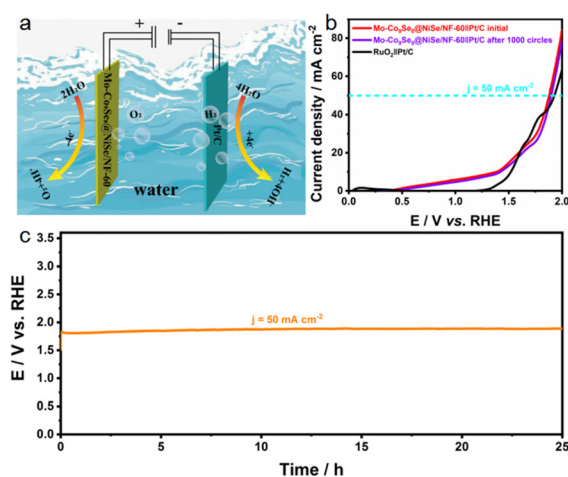 a
+
-
2H₂O
-4e⁻
O₂+4H⁺
Mo-Co₉Se₈@NiSe/NF-60
O₂
H₂
Pt/C
4H₂O
+4e⁻
H₂+4OH⁻
water
b
Mo-Co₉Se₈@NiSe/NF-60||Pt/C initial
Mo-Co₉Se₈@NiSe/NF-60||Pt/C after 1000 circles
RuO₂||Pt/C
j = 50 mA cm⁻²
Current density / mA cm⁻²
80
60
40
20
0
0.0 0.5 1.0 1.5 2.0
E / V vs. RHE
c
E / V vs. RHE
3.5
3.0
2.5
2.0
1.5
1.0
0.5
0.0
j = 50 mA cm⁻²
0 5 10 15 20 25
Time / h